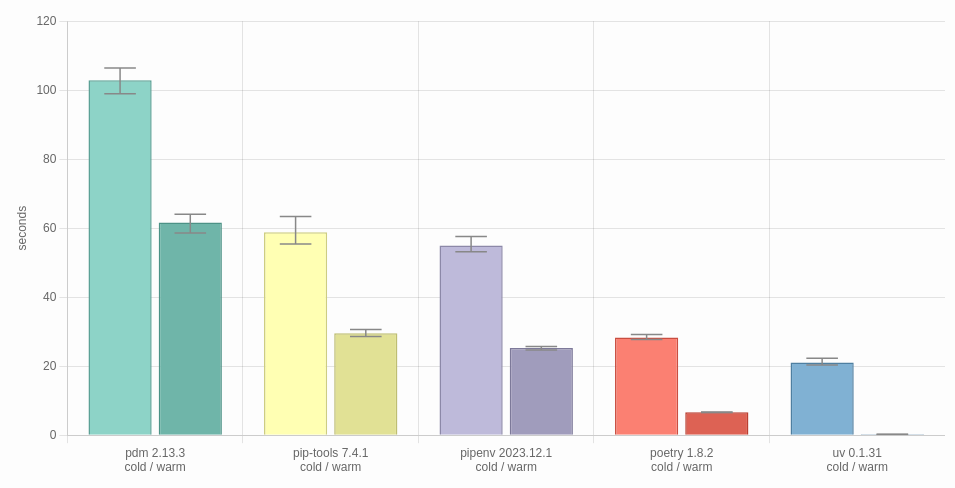 120
100
80
60
40
20
0
seconds
pdm 2.13.3
cold / warm
pip-tools 7.4.1
cold / warm
pipenv 2023.12.1
cold / warm
poetry 1.8.2
cold / warm
uv 0.1.31
cold / warm